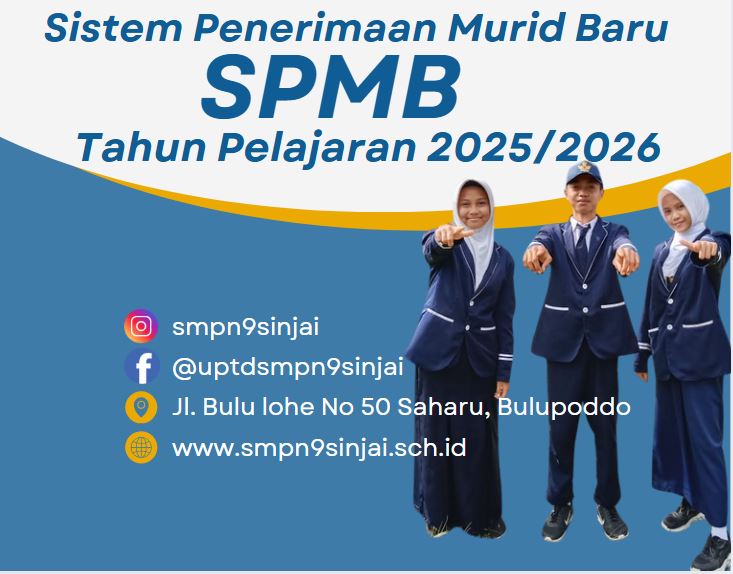 Sistem Penerimaan Murid Baru
SPMB
Tahun Pelajaran 2025/2026
smpn9sinjai
@uptdsmpn9sinjai
Jl. Bulu lohe No 50 Saharu, Bulupoddo
www.smpn9sinjai.sch.id